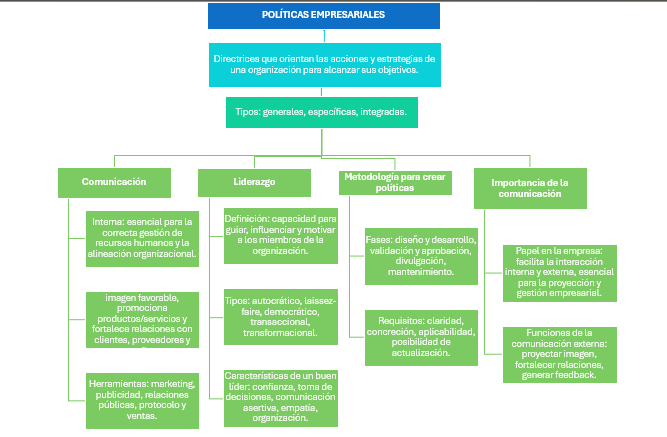 POLÍTICAS EMPRESARIALES
Directrices que orientan las acciones y estrategias de
una organización para alcanzar sus objetivos.
Tipos: generales, específicas, integradas.
Comunicación
Interna: esencial para la
correcta gestión de
recursos humanos y la
alineación organizacional.
imagen favorable,
promociona
productos/servicios y
fortalece relaciones con
clientes, proveedores y
Herramientas: marketing,
publicidad, relaciones
públicas, protocolo y
ventas.
Liderazgo
Definición: capacidad para
guiar, influenciar y motivar
a los miembros de la
organización.
Tipos: autocrático, laissez-
faire, democrático,
transaccional,
transformacional.
Características de un buen
líder: confianza, toma de
decisiones, comunicación
asertiva, empatía,
organización.
Metodología para crear
políticas
Fases: diseño y desarrollo,
validación y aprobación,
divulgación,
mantenimiento.
Requisitos: claridad,
concreción, aplicabilidad,
posibilidad de
actualización.
Importancia de la
comunicación
Papel en la empresa:
facilita la interacción
interna y externa, esencial
para la proyección y
gestión empresarial.
Funciones de la
comunicación externa:
proyectar imagen,
fortalecer relaciones,
generar feedback.